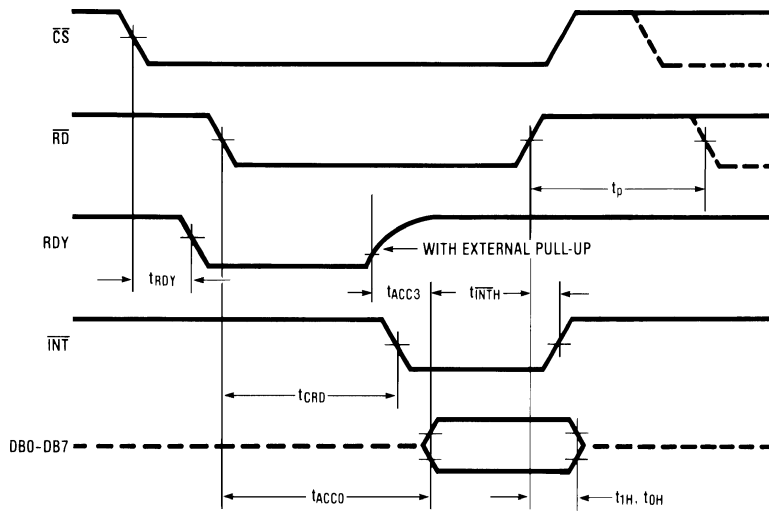 CS
RD
tp
RDY
WITH EXTERNAL PULL-UP
tRDY
tACC3
tINTH
INT
tCRD
DB0-DB7
tACC0
t1H, t0H